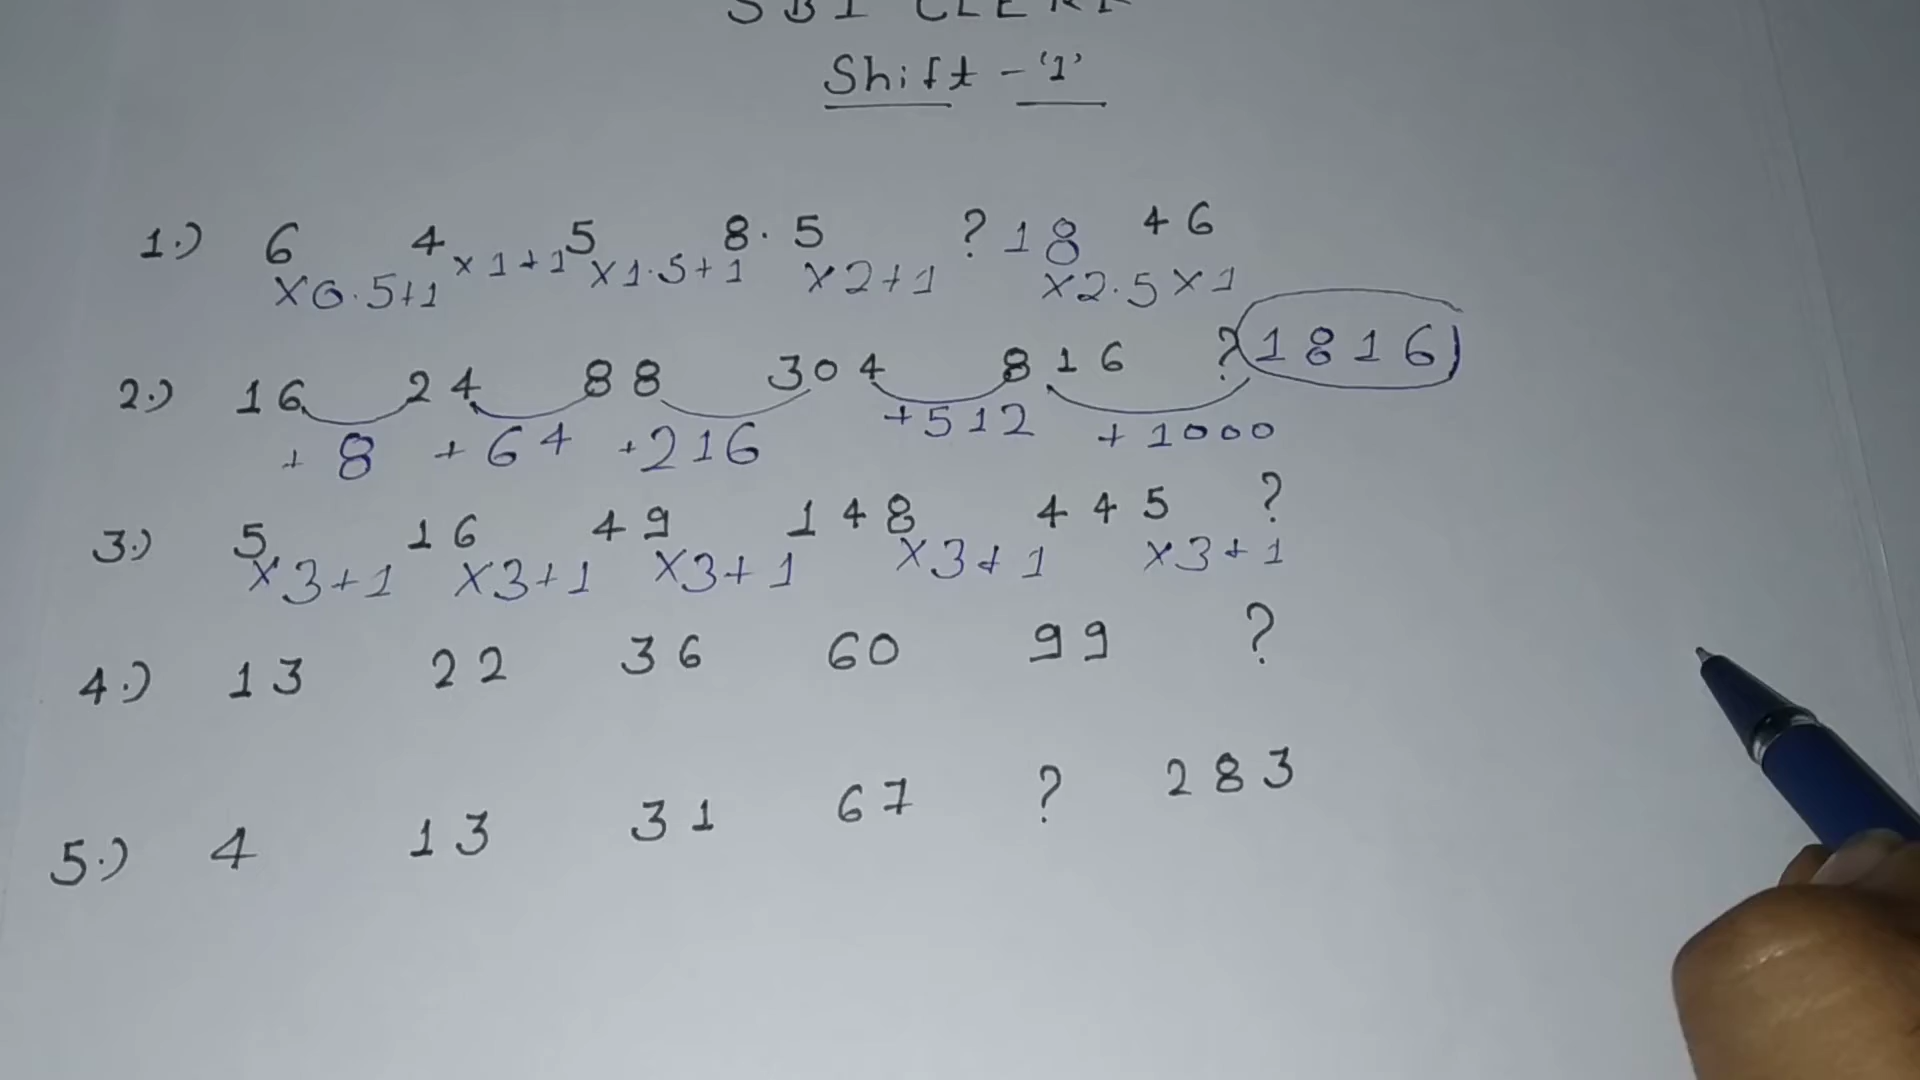 SBI CLERK
Shift - '1'
1.) 6 4 5 8.5 ? 18 46
×0.5+1 ×1+1 ×1.5+1 ×2+1 ×2.5×1
2.) 16 24 88 304 816 ? 1816
+8 +64 +216 +512 +1000
3.) 5 16 49 148 445 ?
×3+1 ×3+1 ×3+1 ×3+1 ×3+1
4.) 13 22 36 60 99 ?
5.) 4 13 31 67 ? 283